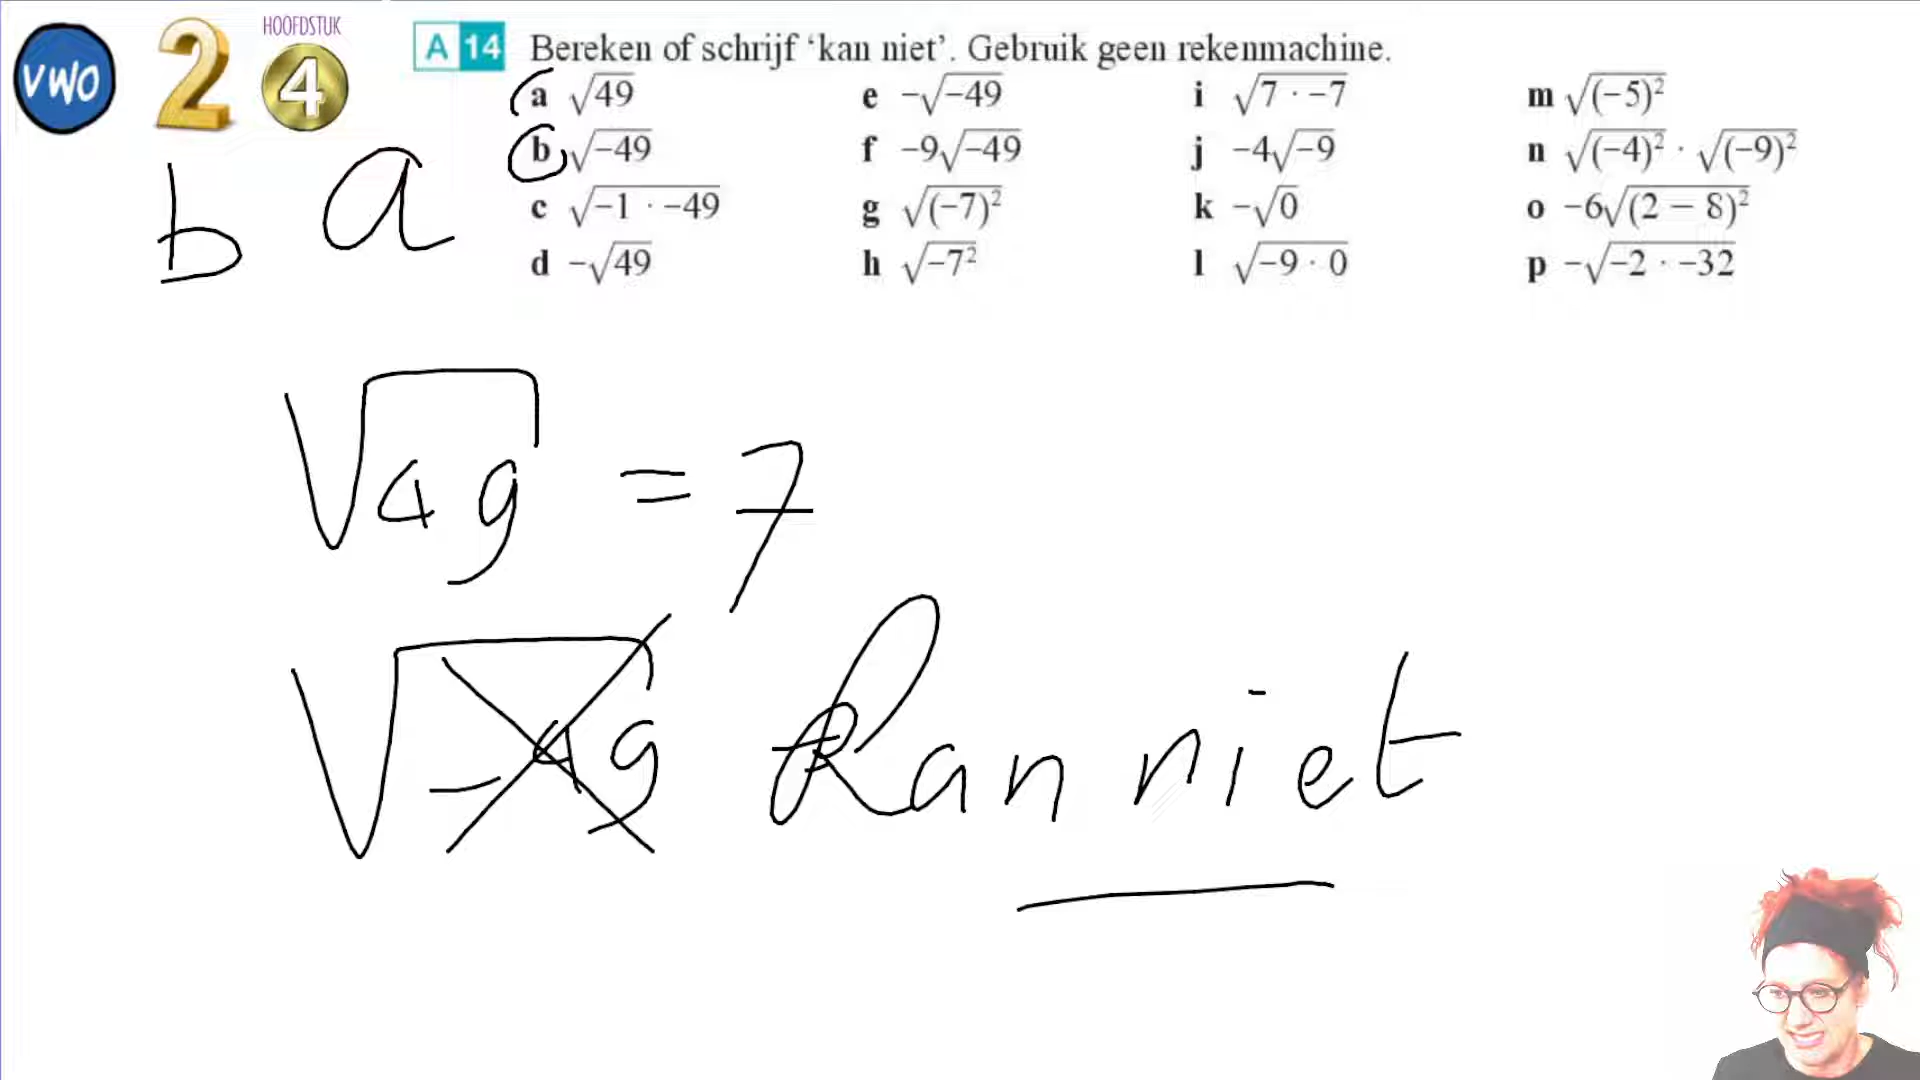 VWO 2 HOOFDSTUK 4
A 14 Bereken of schrijf ‘kan niet’. Gebruik geen rekenmachine.
a √49
b √−49
c √−1 · −49
d −√49
e −√−49
f −9√−49
g √(−7)²
h √−7²
i √7 · −7
j −4√−9
k −√0
l √−9 · 0
m √(−5)²
n √(−4)² · √(−9)²
o −6√(2 − 8)²
p −√−2 · −32
b a
√49 = 7
√−49 kan niet